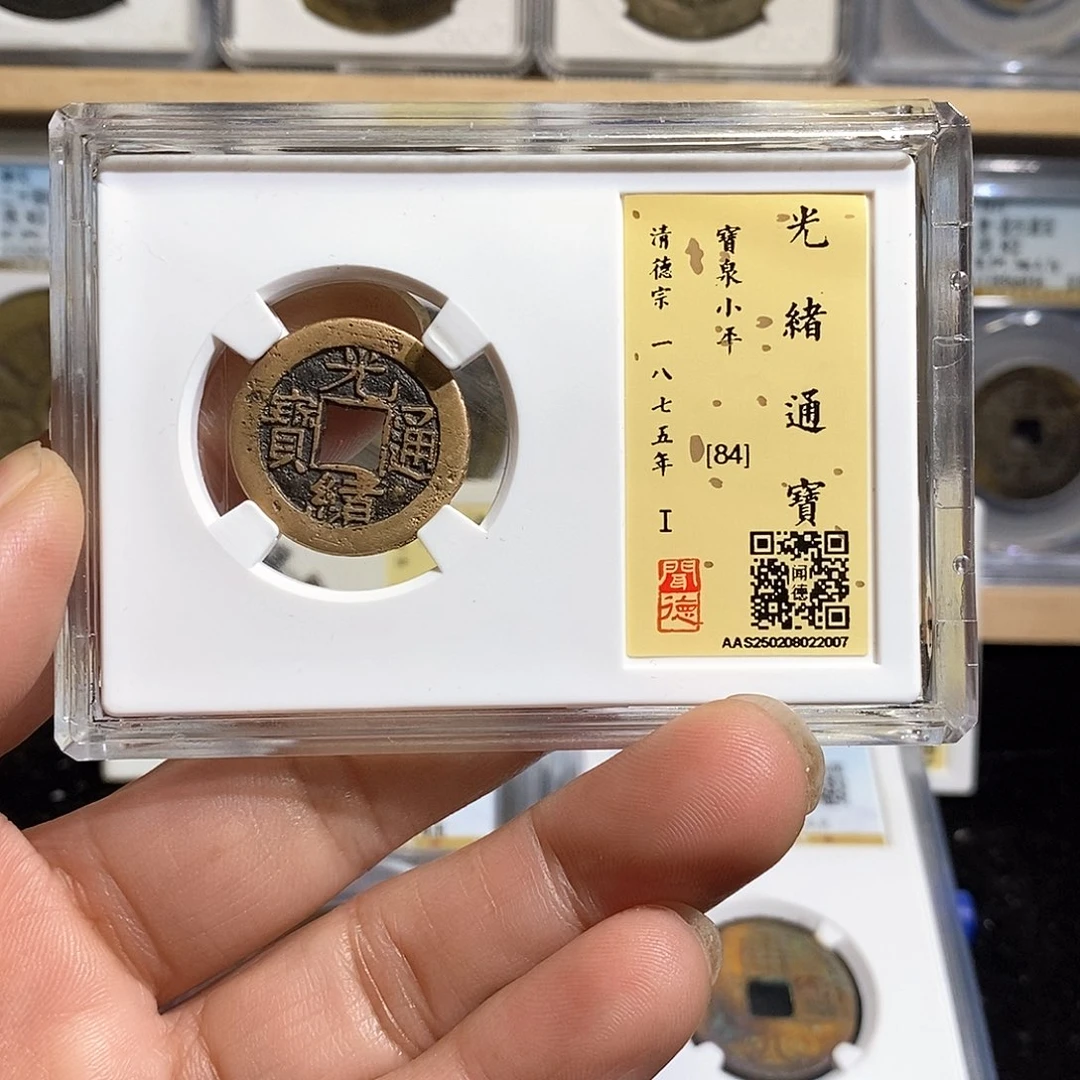 光緒通寶
光緒通寶
寶泉小平
[84]
清德宗 一八七五年 I
聞德
闻德
AAS250208022007